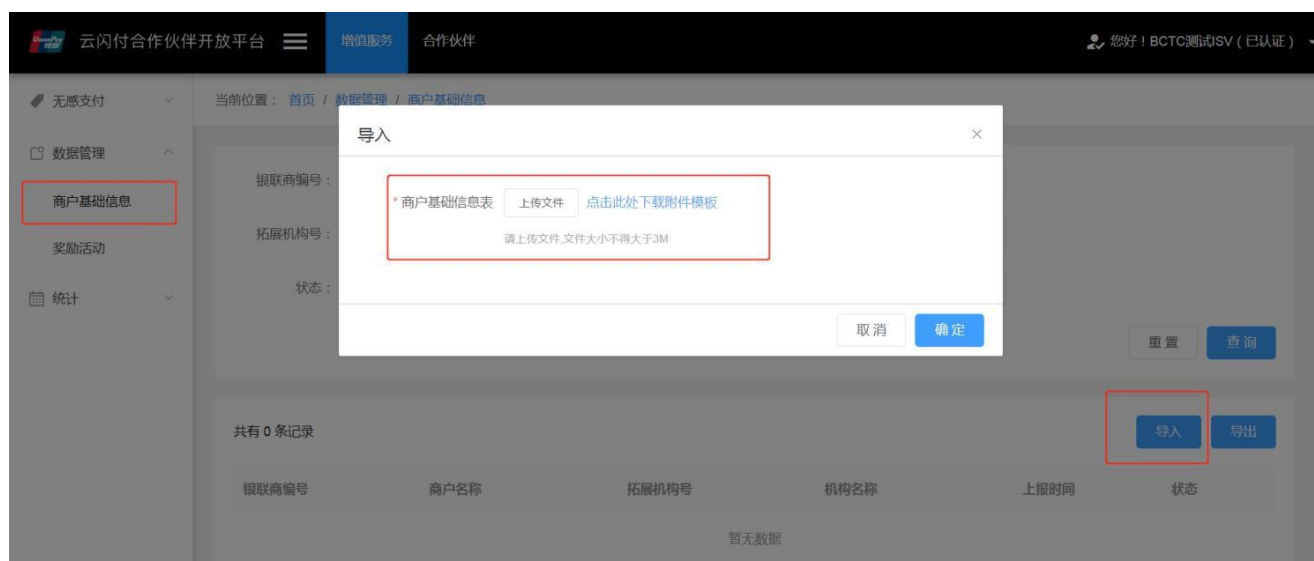 云闪付合作伙伴开放平台 增值服务 合作伙伴 您好！BCTC测试ISV（已认证）
无感支付
当前位置： 首页 / 数据管理 / 商户基础信息
导入
数据管理
银联商编号：
商户基础信息
* 商户基础信息表 上传文件 点击此处下载附件模板
拓展机构号：
请上传文件,文件大小不得大于3M
奖励活动
状态：
统计
取消 确定
重置 查询
共有 0 条记录
导入 导出
银联商编号 商户名称 拓展机构号 机构名称 上报时间 状态
暂无数据